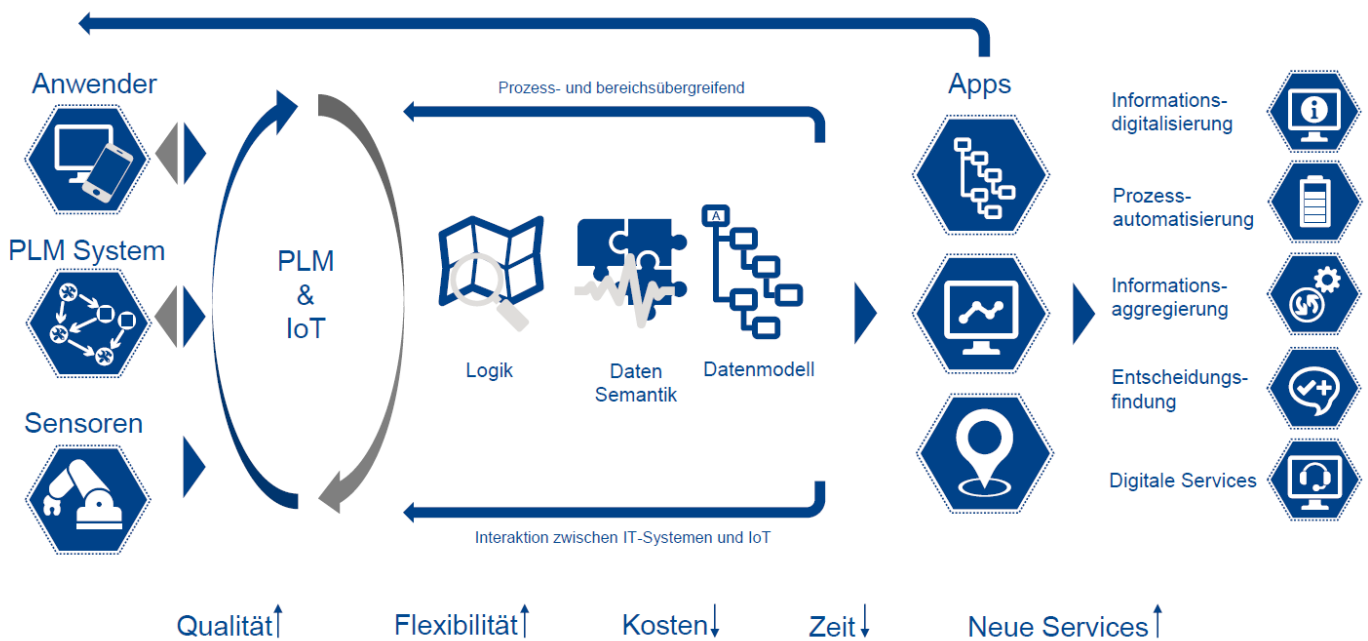 Anwender
PLM System
Sensoren
PLM
&
IoT
Prozess- und bereichsübergreifend
Logik
Daten
Semantik
A
Datenmodell
Interaktion zwischen IT-Systemen und IoT
Apps
Informations-
digitalisierung
Prozess-
automatisierung
Informations-
aggregierung
Entscheidungs-
findung
Digitale Services
Qualität↑ Flexibilität↑ Kosten↓ Zeit↓ Neue Services↑